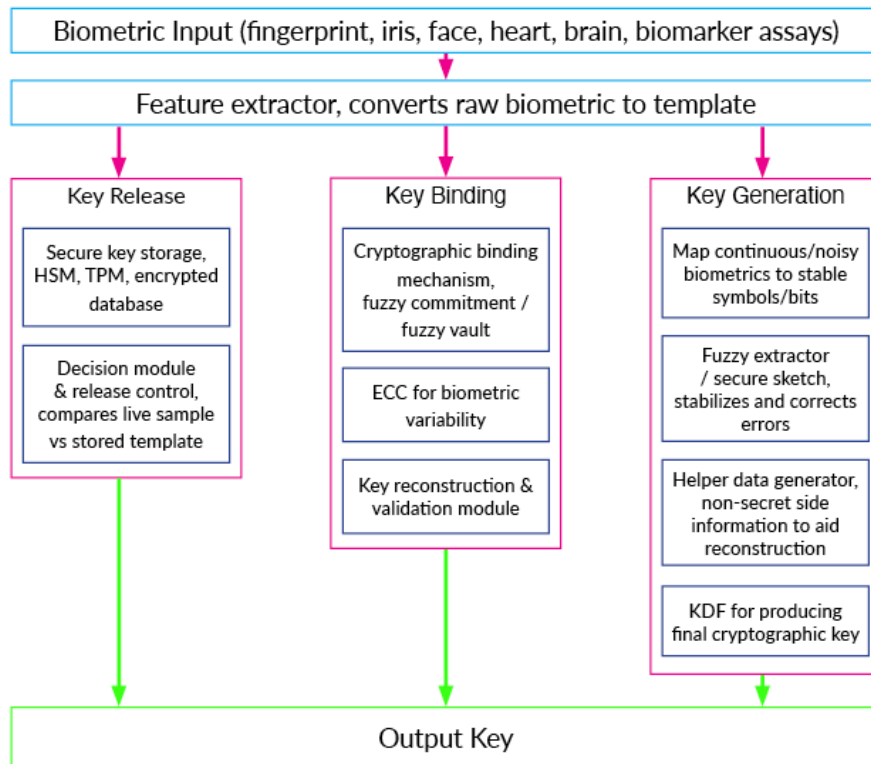 Biometric Input (fingerprint, iris, face, heart, brain, biomarker assays)
Feature extractor, converts raw biometric to template
Key Release
Secure key storage,
HSM, TPM, encrypted
database
Decision module
& release control,
compares live sample
vs stored template
Key Binding
Cryptographic binding
mechanism,
fuzzy commitment /
fuzzy vault
ECC for biometric
variability
Key reconstruction &
validation module
Key Generation
Map continuous/noisy
biometrics to stable
symbols/bits
Fuzzy extractor
/ secure sketch,
stabilizes and corrects
errors
Helper data generator,
non-secret side
information to aid
reconstruction
KDF for producing
final cryptographic key
Output Key